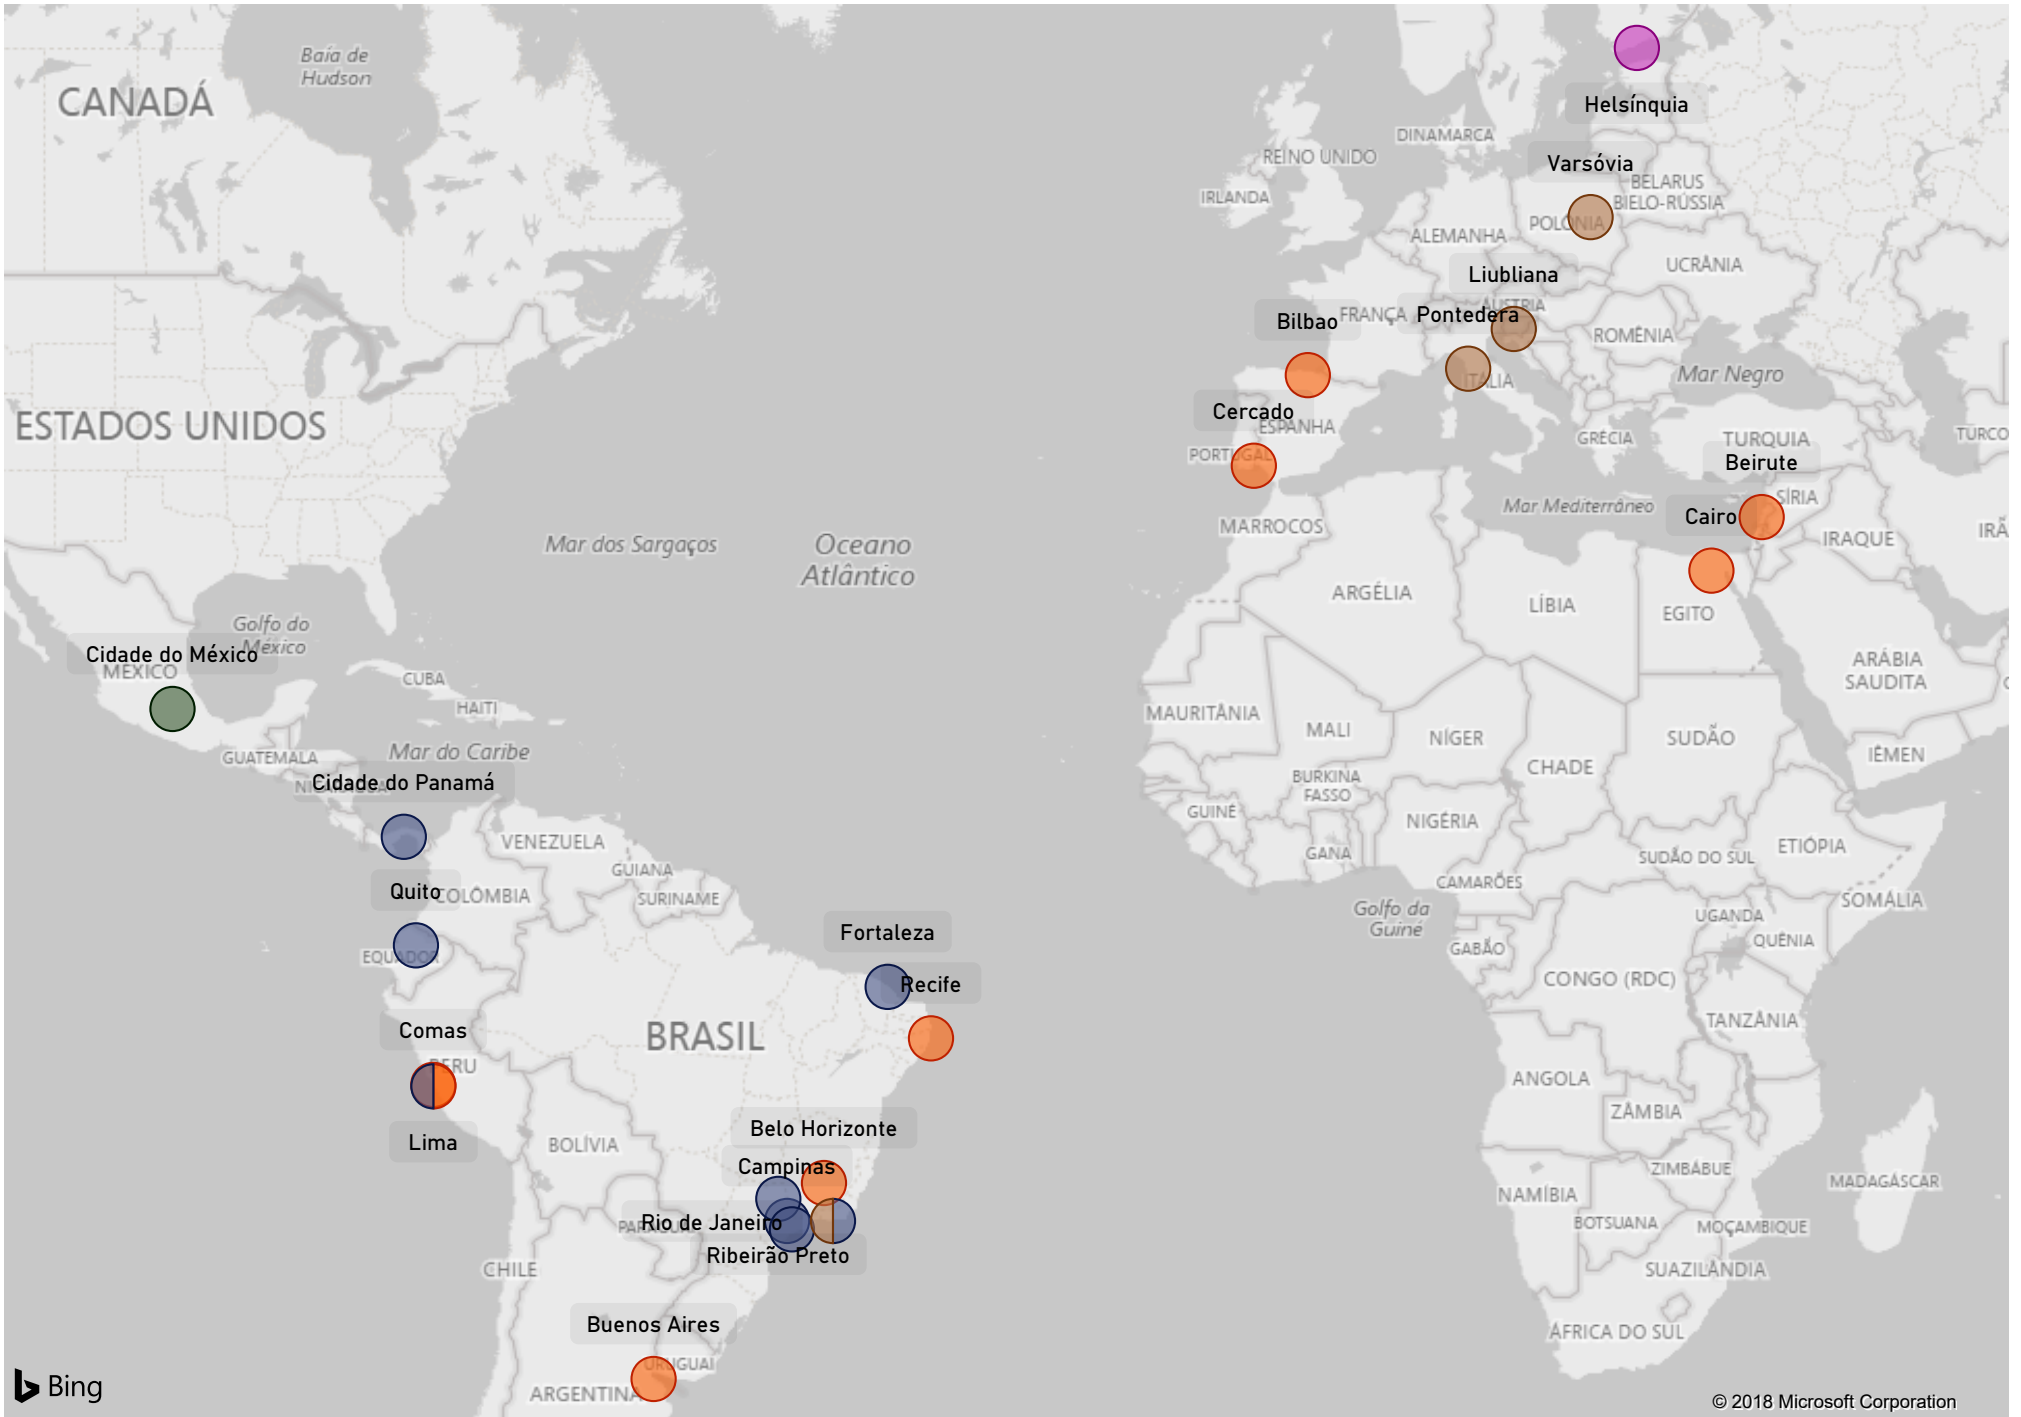 Baía de
Hudson
CANADÁ
Helsínquia
DINAMARCA
REINO UNIDO
Varsóvia
BELARUS
BIELO-RÚSSIA
IRLANDA
POLÔNIA
ALEMANHA
UCRÂNIA
Liubliana
ÁUSTRIA
Bilbao
FRANÇA
Pontedera
ROMÊNIA
Mar Negro
ITÁLIA
Cercado
ESPANHA
ESTADOS UNIDOS
GRÉCIA
TURQUIA
TURCO
PORTUGAL
Beirute
SÍRIA
Mar Mediterrâneo
Cairo
MARROCOS
IRAQUE
IRÃ
Mar dos Sargaços
Oceano
Atlântico
ARGÉLIA
LÍBIA
EGITO
Golfo do
México
Cidade do México
MÉXICO
ARÁBIA
SAUDITA
CUBA
HAITI
MAURITÂNIA
MALI
NÍGER
SUDÃO
Mar do Caribe
GUATEMALA
IÊMEN
CHADE
BURKINA
FASSO
Cidade do Panamá
NICARÁGUA
GUINÉ
NIGÉRIA
VENEZUELA
ETIÓPIA
GANA
SUDÃO DO SUL
GUIANA
CAMARÕES
Quito
COLÔMBIA
SURINAME
SOMÁLIA
Golfo da
Guiné
UGANDA
Fortaleza
QUÊNIA
GABÃO
EQUADOR
CONGO (RDC)
Recife
TANZÂNIA
Comas
BRASIL
PERU
ANGOLA
ZÂMBIA
Belo Horizonte
Lima
BOLÍVIA
Campinas
ZIMBÁBUE
MADAGÁSCAR
NAMÍBIA
Rio de Janeiro
PARAGUAI
BOTSUANA
MOÇAMBIQUE
Ribeirão Preto
CHILE
SUAZILÂNDIA
Buenos Aires
ÁFRICA DO SUL
URUGUAI
Bing
ARGENTINA
© 2018 Microsoft Corporation